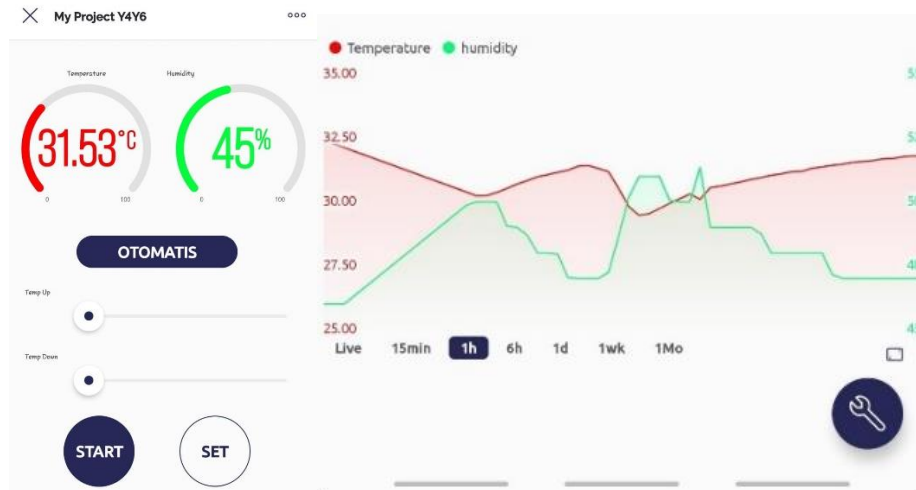 My Project Y4Y6
Temperature
31.53°C
0 100
Humidity
45%
0 100
OTOMATIS
Temp Up
Temp Down
START
SET
Temperature humidity
35.00
32.50
30.00
27.50
25.00
Live 15min 1h 6h 1d 1wk 1Mo